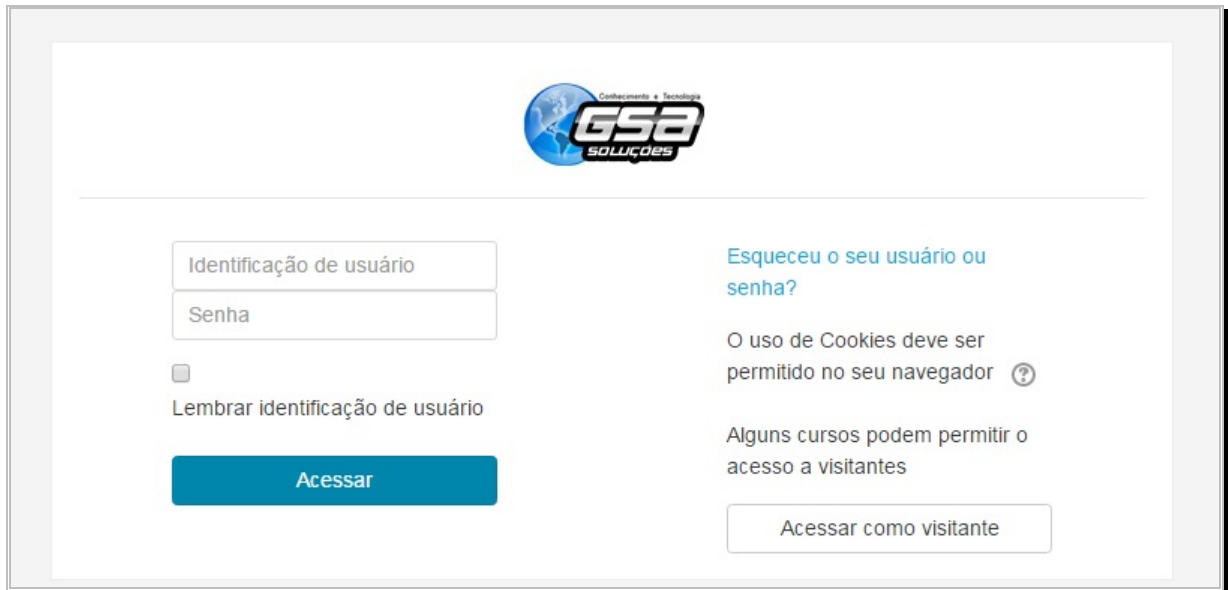 Conhecimento e Tecnologia
GSA
SOLUÇÕES
Identificação de usuário
Senha
Lembrar identificação de usuário
Acessar
Esqueceu o seu usuário ou
senha?
O uso de Cookies deve ser
permitido no seu navegador ?
Alguns cursos podem permitir o
acesso a visitantes
Acessar como visitante